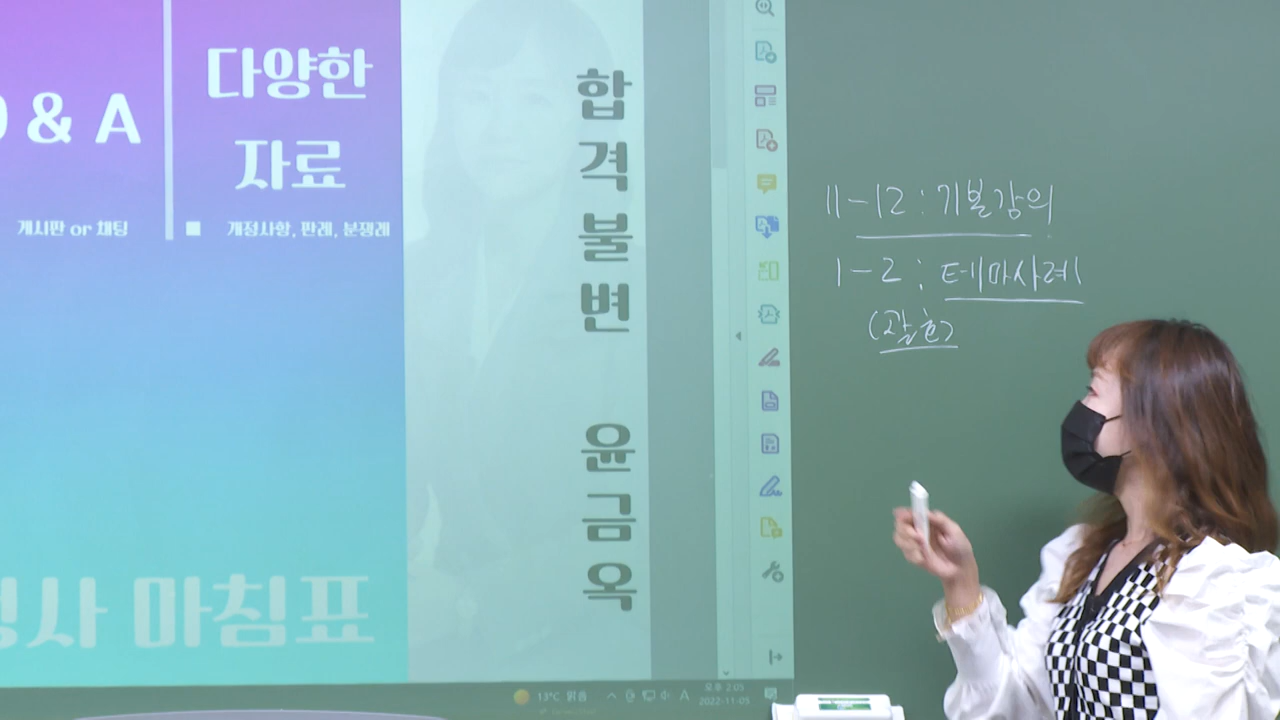 & A
게시판 or 채팅
다양한
자료
개정사항, 판례, 분쟁례
사 마침표
합격불변 윤금옥
11-12 : 기본강의
1-2 : 테마사례
(괄호)
13°C 맑음
A
오후 2:05
2022-11-05